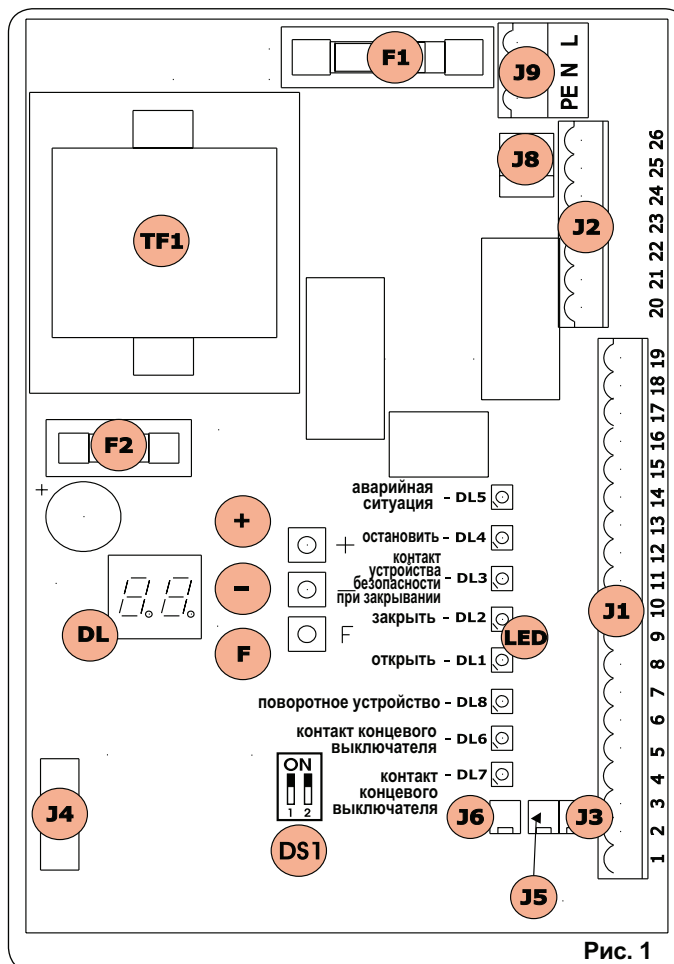 F1
J9
PE N L
J8
J2
20 21 22 23 24 25 26
TF1
F2
+
аварийная
ситуация
- DL5
остановить - DL4
контакт
устройства
безопасности
при закрывании
- DL3
закрыть - DL2
открыть - DL1
поворотное устройство - DL8
контакт концевого
выключателя
- DL6
контакт
концевого
выключателя
- DL7
+
-
F
+
—
F
8.8.
DL
LED
J1
1 2 3 4 5 6 7 8 9 10 11 12 13 14 15 16 17 18 19
J4
ON
1 2
DS1
J6
J3
J5
Рис. 1